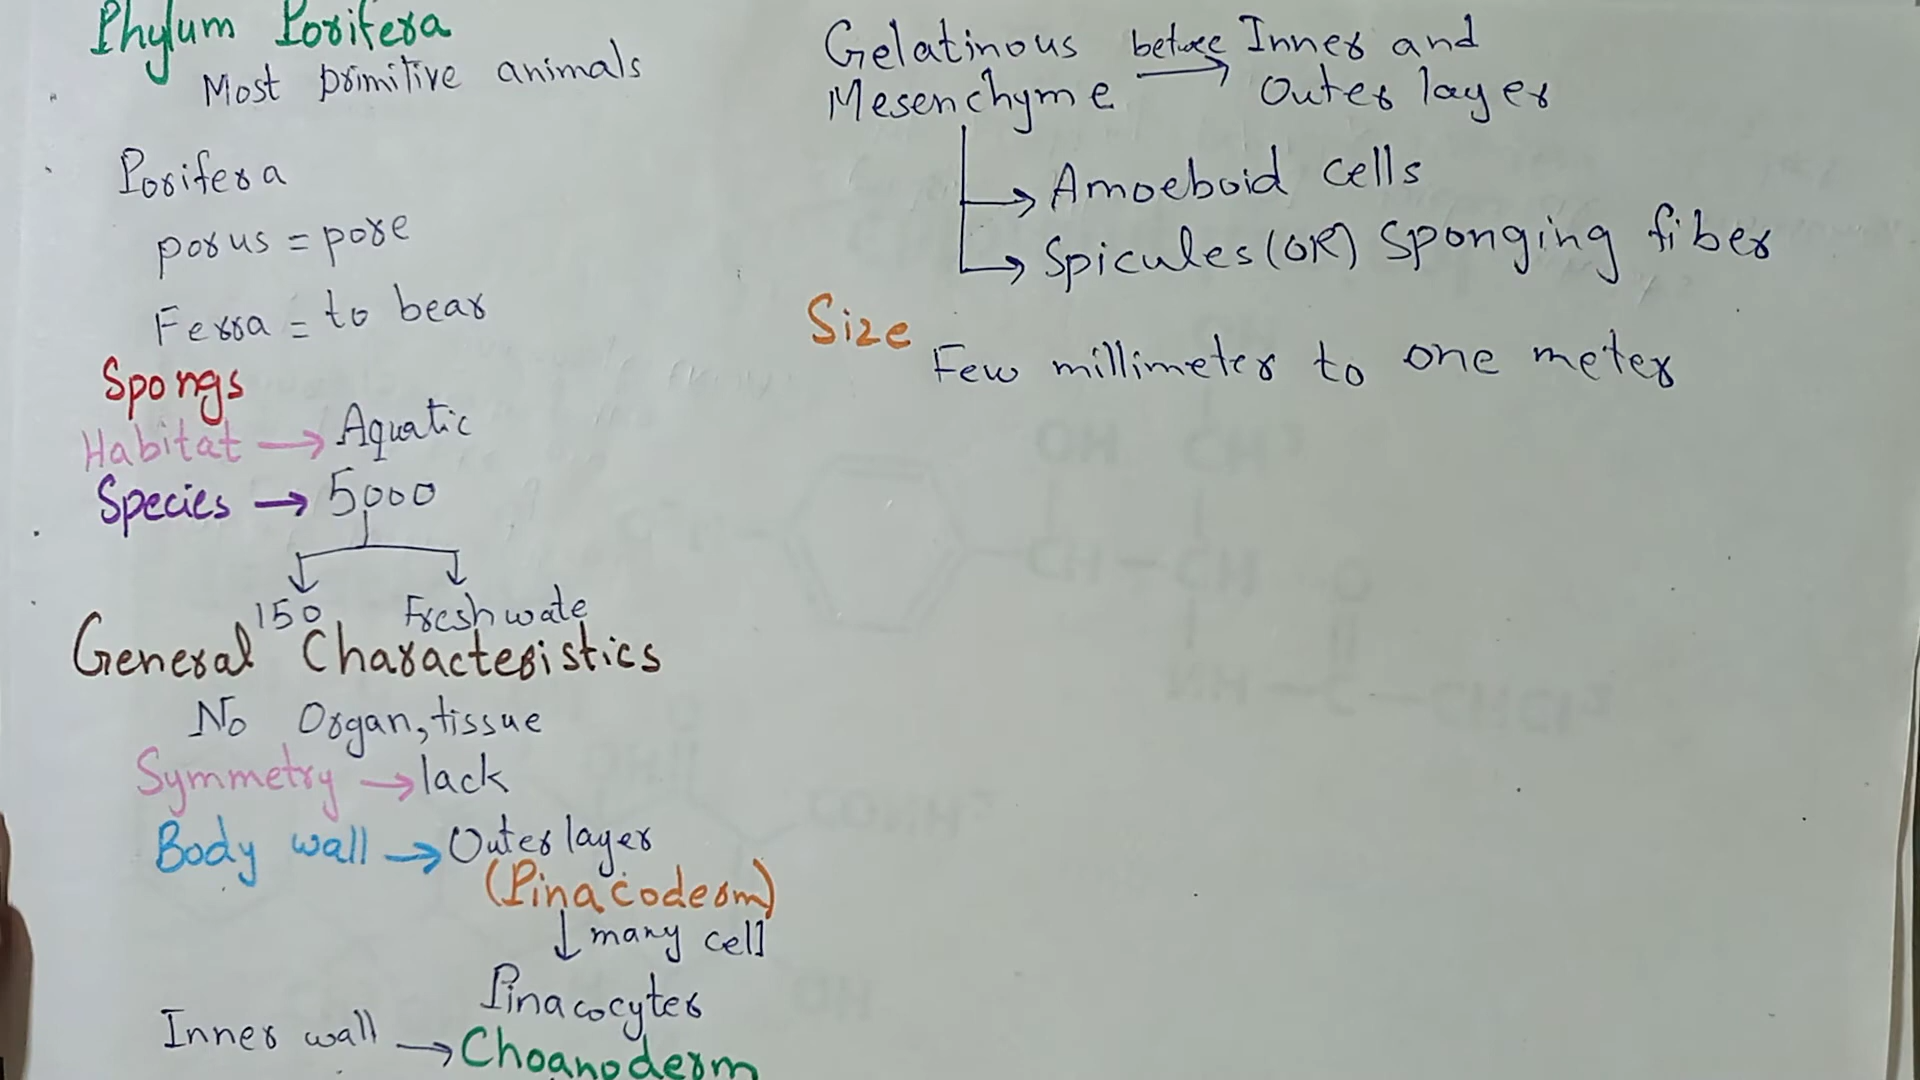 Phylum Porifera
Most primitive animals
Porifera
porus = pore
Ferra = to bear
Spongs
Habitat → Aquatic
Species → 5000
150 Freshwate
General Characteristics
No Organ, tissue
Symmetry → lack
Body wall → Outer layer
(Pinacoderm)
↓ many cell
Pinacocyter
Inner wall → Choanoderm
Gelatinous Mesenchyme → Inner and
Outer layer
→ Amoeboid cells
→ Spicules (OR) Sponging fiber
Size
Few millimeter to one meter